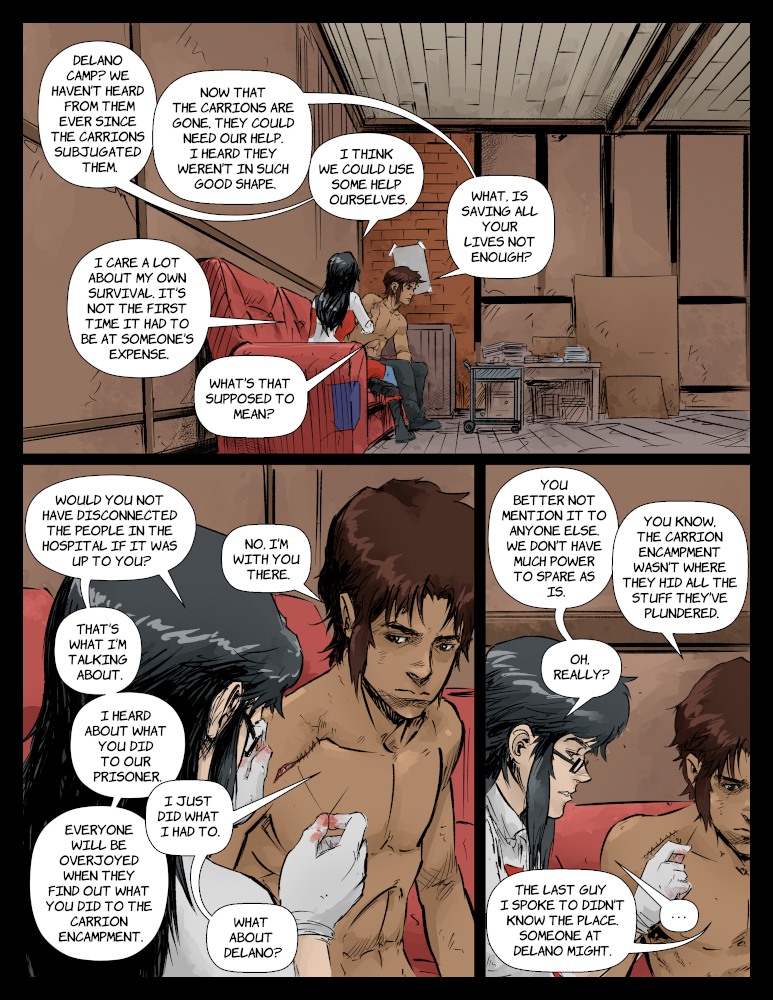 DELANO
CAMP? WE
HAVEN'T HEARD
FROM THEM
EVER SINCE
THE CARRIONS
SUBJUGATED
THEM.
NOW THAT
THE CARRIONS ARE
GONE, THEY COULD
NEED OUR HELP.
I HEARD THEY
WEREN'T IN SUCH
GOOD SHAPE.
I THINK
WE COULD USE
SOME HELP
OURSELVES.
WHAT, IS
SAVING ALL
YOUR
LIVES NOT
ENOUGH?
I CARE A LOT
ABOUT MY OWN
SURVIVAL. IT'S
NOT THE FIRST
TIME IT HAD TO
BE AT SOMEONE'S
EXPENSE.
WHAT'S THAT
SUPPOSED TO
MEAN?
WOULD YOU NOT
HAVE DISCONNECTED
THE PEOPLE IN THE
HOSPITAL IF IT WAS
UP TO YOU?
NO, I'M
WITH YOU
THERE.
THAT'S
WHAT I'M
TALKING
ABOUT.
I HEARD
ABOUT WHAT
YOU DID
TO OUR
PRISONER.
I JUST
DID WHAT
I HAD TO.
EVERYONE
WILL BE
OVERJOYED
WHEN THEY
FIND OUT WHAT
YOU DID TO THE
CARRION
ENCAMPMENT.
WHAT
ABOUT
DELANO?
YOU
BETTER NOT
MENTION IT TO
ANYONE ELSE.
WE DON'T HAVE
MUCH POWER
TO SPARE AS
IS.
YOU KNOW,
THE CARRION
ENCAMPMENT
WASN'T WHERE
THEY HID ALL THE
STUFF THEY'VE
PLUNDERED.
OH,
REALLY?
...
THE LAST GUY
I SPOKE TO DIDN'T
KNOW THE PLACE.
SOMEONE AT
DELANO MIGHT.